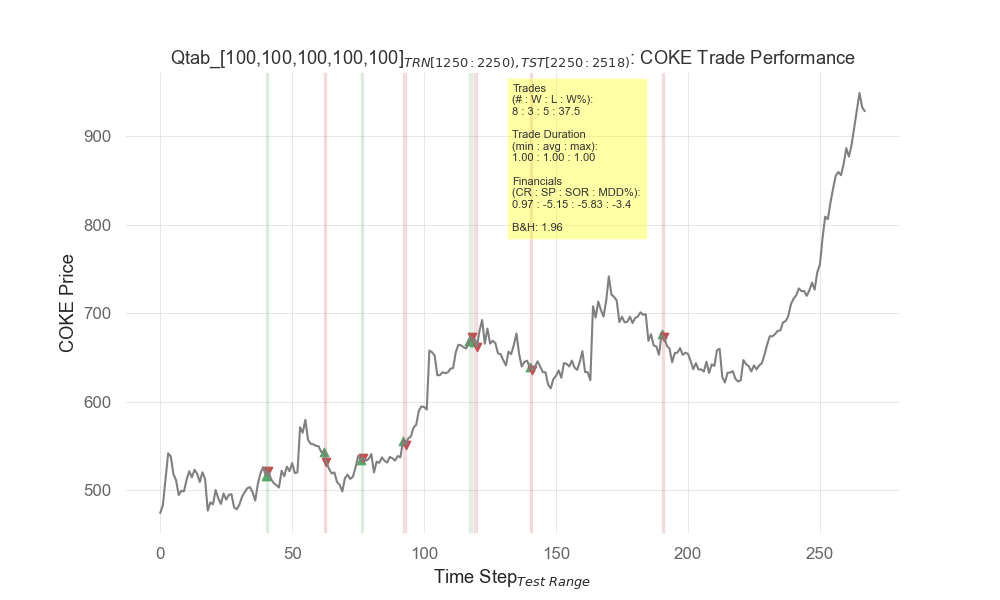 Qtab_[100,100,100,100,100]TRN[1250:2250),TST[2250:2518): COKE Trade Performance
Trades
(# : W : L : W%):
8 : 3 : 5 : 37.5
Trade Duration
(min : avg : max):
1.00 : 1.00 : 1.00
Financials
(CR : SP : SOR : MDD%):
0.97 : -5.15 : -5.83 : -3.4
B&H: 1.96
COKE Price
900
800
700
600
500
0 50 100 150 200 250
Time StepTest Range